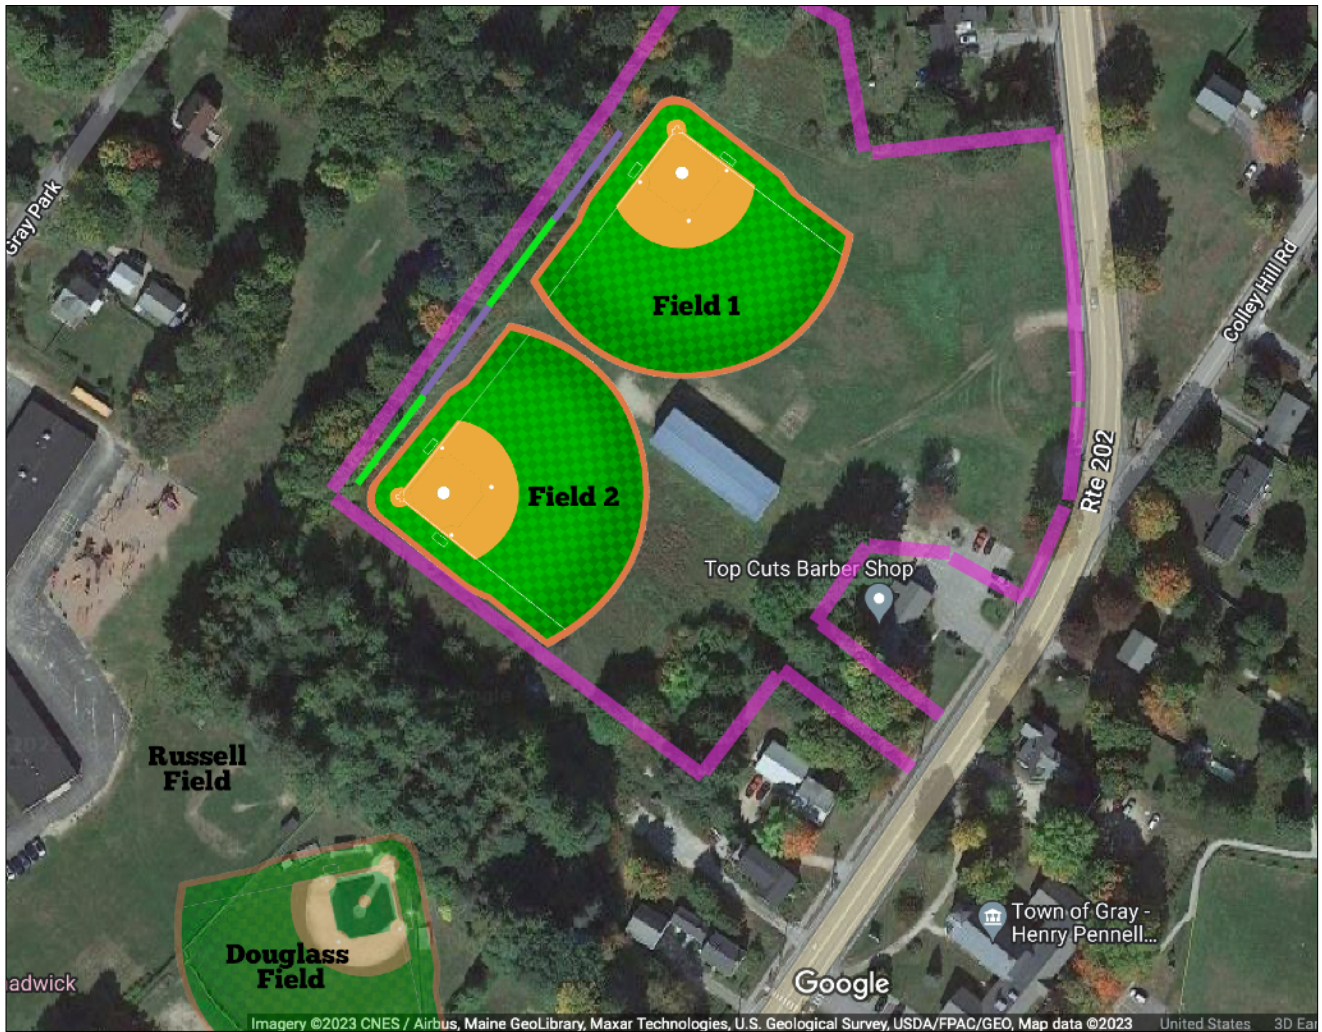 Gray Park
Field 1
Colley Hill Rd
Rte 202
Field 2
Top Cuts Barber Shop
Russell
Field
Town of Gray -
Henry Pennell...
Douglass
Field
adwick
Google
Imagery ©2023 CNES / Airbus, Maine GeoLibrary, Maxar Technologies, U.S. Geological Survey, USDA/FPAC/GEO, Map data ©2023 United States 3D Ear